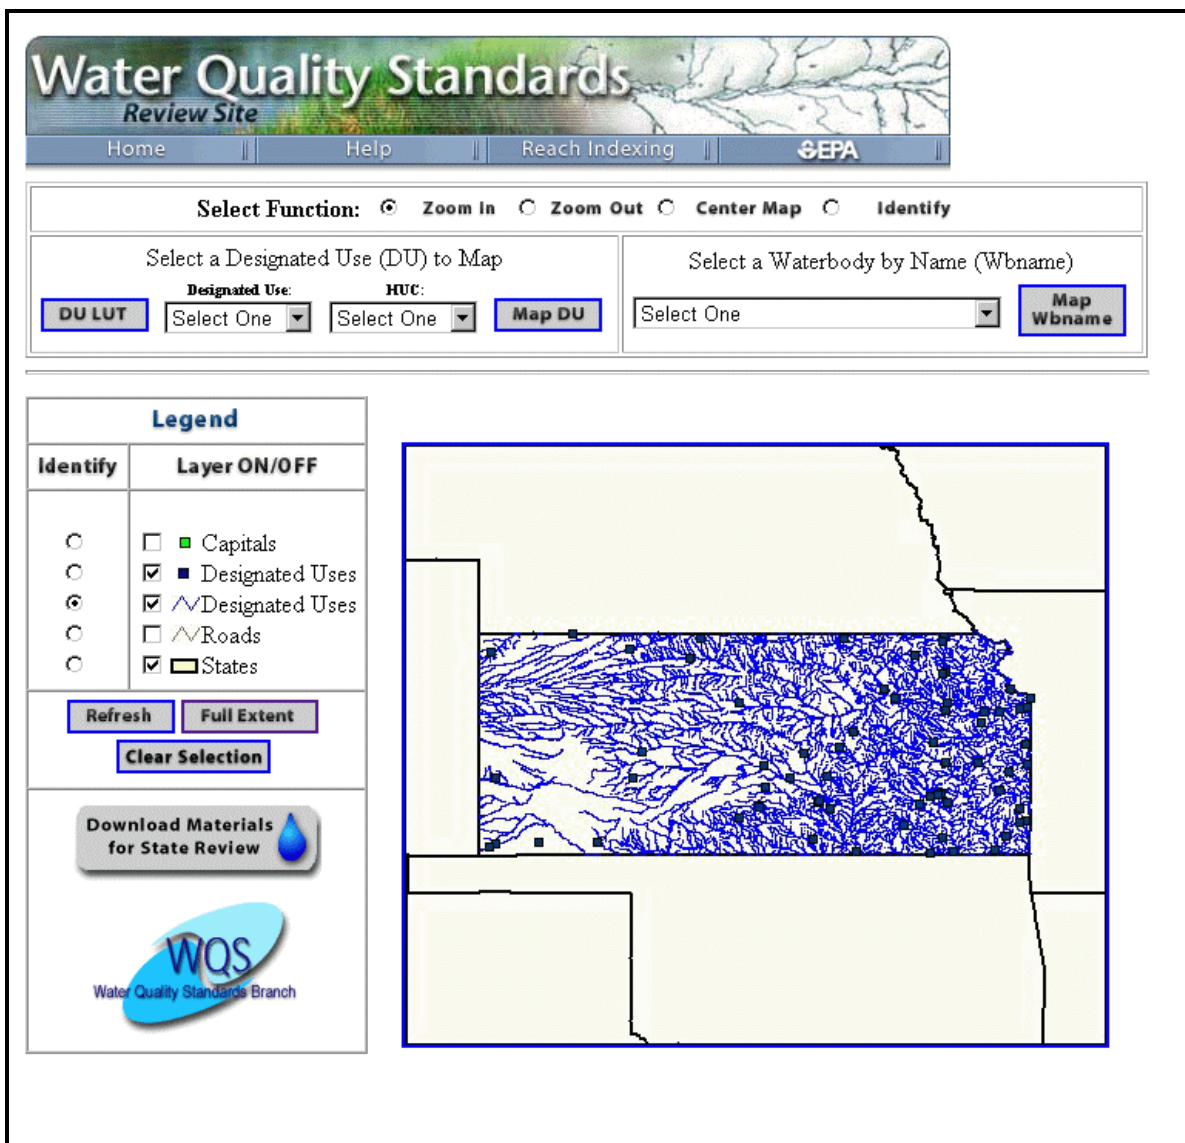 Water Quality Standards
Review Site
Home Help Reach Indexing EPA
Select Function: Zoom In Zoom Out Center Map Identify
Select a Designated Use (DU) to Map
Designated Use: HUC:
DU LUT Select One Select One Map DU
Select a Waterbody by Name (Wbname)
Select One Map
Wbname
Legend
Identify Layer ON/OFF
Capitals
Designated Uses
Designated Uses
Roads
States
Refresh Full Extent
Clear Selection
Download Materials
for State Review
WQS
Water Quality Standards Branch